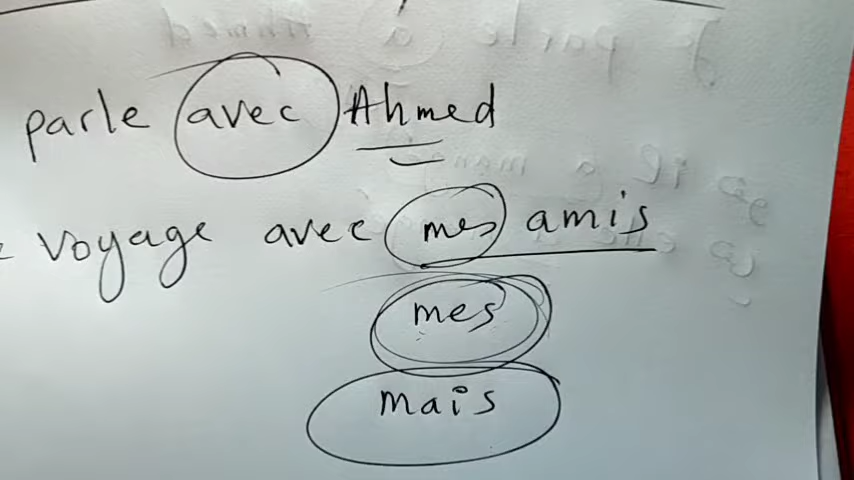 parle avec Ahmed
voyage avec mes amis
mes
mais